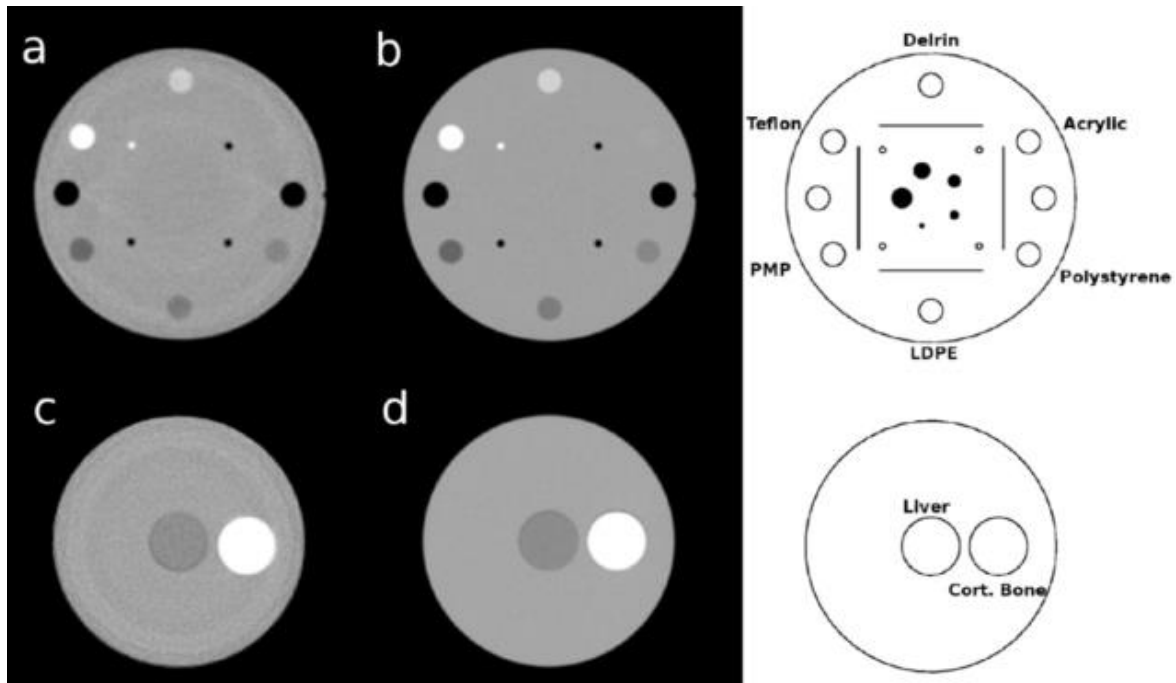 a
b
Delrin
Teflon
Acrylic
PMP
Polystyrene
LDPE
c
d
Liver
Cort. Bone